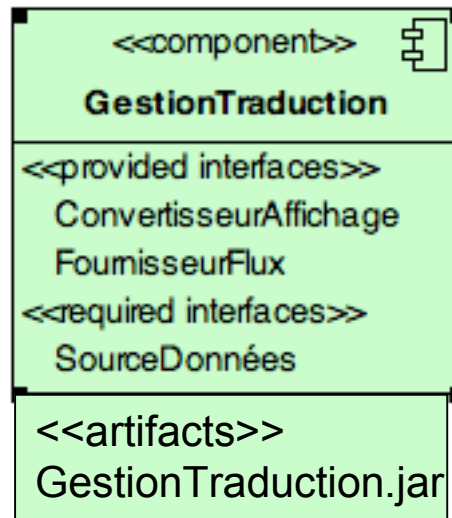 <<component>>
GestionTraduction
<<provided interfaces>>
ConvertisseurAffichage
FournisseurFlux
<<required interfaces>>
SourceDonnées
<<artifacts>>
GestionTraduction.jar